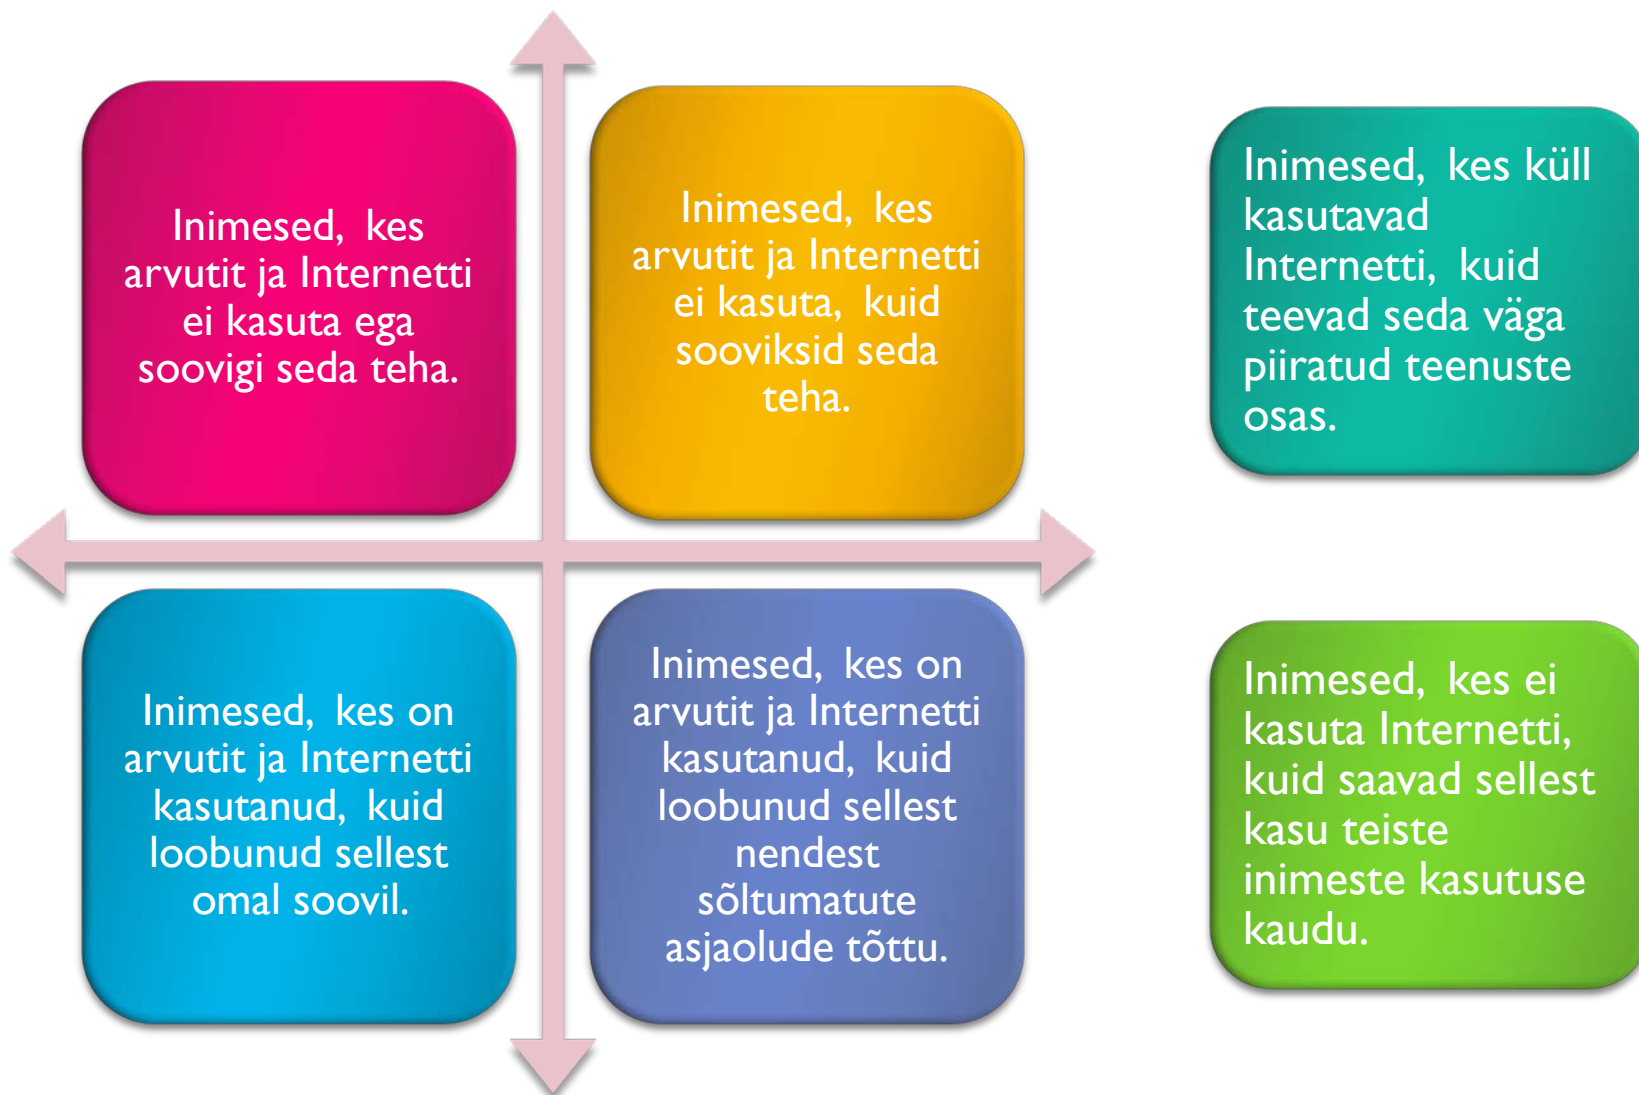 Inimesed, kes
arvutit ja Internetti
ei kasuta ega
soovigi seda teha.
Inimesed, kes
arvutit ja Internetti
ei kasuta, kuid
sooviksid seda
teha.
Inimesed, kes küll
kasutavad
Internetti, kuid
teevad seda väga
piiratud teenuste
osas.
Inimesed, kes on
arvutit ja Internetti
kasutanud, kuid
loobunud sellest
omal soovil.
Inimesed, kes on
arvutit ja Internetti
kasutanud, kuid
loobunud sellest
nendest
sõltumatute
asjaolude tõttu.
Inimesed, kes ei
kasuta Internetti,
kuid saavad sellest
kasu teiste
inimeste kasutuse
kaudu.